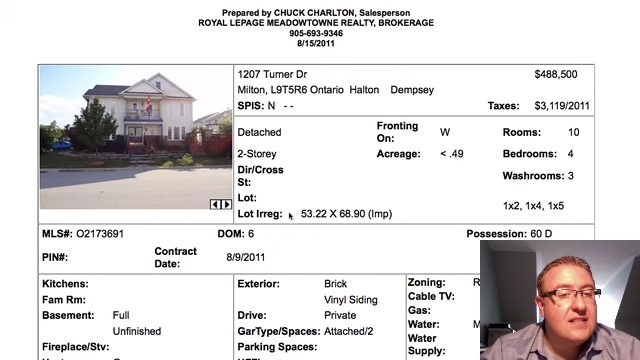 Prepared by CHUCK CHARLTON, Salesperson
ROYAL LEPAGE MEADOWTOWNE REALTY, BROKERAGE
905-693-9346
8/15/2011
1207 Turner Dr $488,500
Milton, L9T5R6 Ontario Halton Dempsey
SPIS: N - - Taxes: $3,119/2011
Detached Fronting On: W Rooms: 10
2-Storey Acreage: < .49 Bedrooms: 4
Dir/Cross St: Washrooms: 3
Lot: 1x2, 1x4, 1x5
Lot Irreg: 53.22 X 68.90 (Imp)
MLS#: O2173691 DOM: 6 Possession: 60 D
PIN#: Contract Date: 8/9/2011
Kitchens: Exterior: Brick Zoning:
Fam Rm: Vinyl Siding Cable TV:
Basement: Full Drive: Private Gas:
Unfinished GarType/Spaces: Attached/2 Water:
Fireplace/Stv: Parking Spaces: Water Supply: